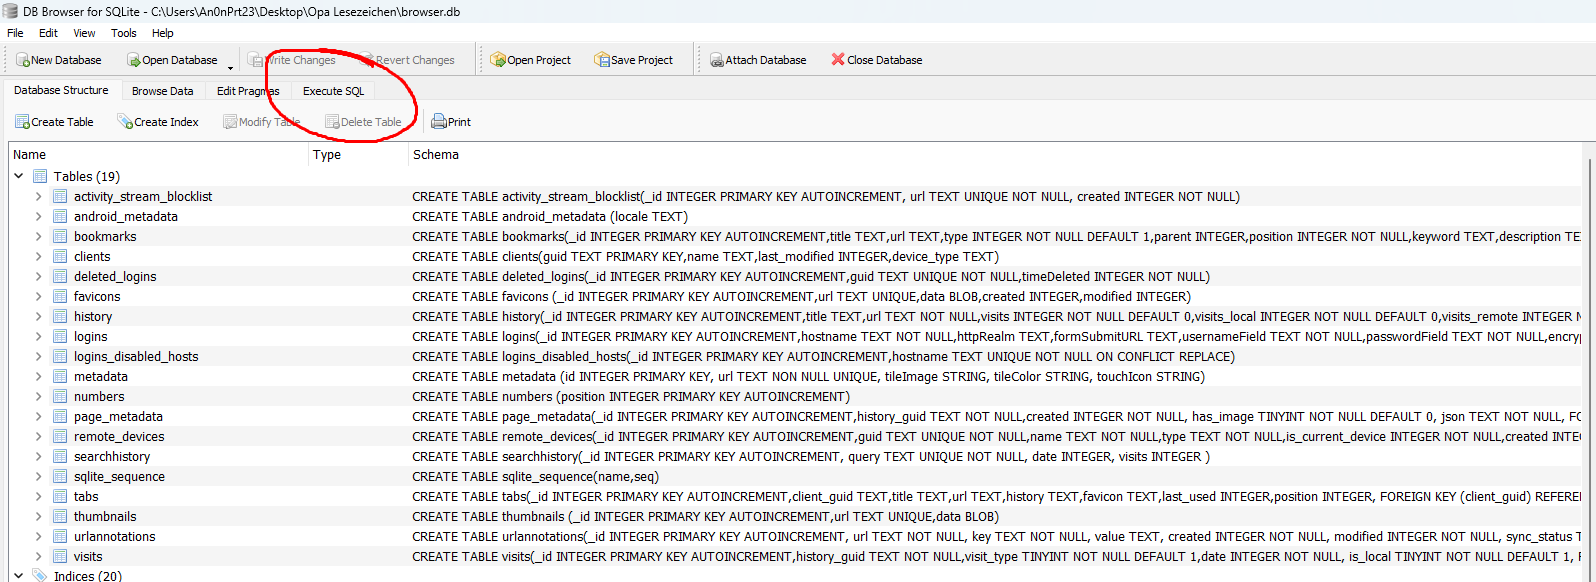 DB Browser for SQLite - C:\Users\An0nPrt23\Desktop\Opa Lesezeichen\browser.db
File Edit View Tools Help
New Database Open Database Write Changes Revert Changes Open Project Save Project Attach Database Close Database
Database Structure Browse Data Edit Pragmas Execute SQL
Create Table Create Index Modify Table Delete Table Print
Name Type Schema
Tables (19)
activity_stream_blocklist CREATE TABLE activity_stream_blocklist(_id INTEGER PRIMARY KEY AUTOINCREMENT, url TEXT UNIQUE NOT NULL, created INTEGER NOT NULL)
android_metadata CREATE TABLE android_metadata (locale TEXT)
bookmarks CREATE TABLE bookmarks(_id INTEGER PRIMARY KEY AUTOINCREMENT,title TEXT,url TEXT,type INTEGER NOT NULL DEFAULT 1,parent INTEGER,position INTEGER NOT NULL,keyword TEXT,description TE
clients CREATE TABLE clients(guid TEXT PRIMARY KEY,name TEXT,last_modified INTEGER,device_type TEXT)
deleted_logins CREATE TABLE deleted_logins(_id INTEGER PRIMARY KEY AUTOINCREMENT,guid TEXT UNIQUE NOT NULL,timeDeleted INTEGER NOT NULL)
favicons CREATE TABLE favicons (_id INTEGER PRIMARY KEY AUTOINCREMENT,url TEXT UNIQUE,data BLOB,created INTEGER,modified INTEGER)
history CREATE TABLE history(_id INTEGER PRIMARY KEY AUTOINCREMENT,title TEXT,url TEXT NOT NULL,visits INTEGER NOT NULL DEFAULT 0,visits_local INTEGER NOT NULL DEFAULT 0,visits_remote INTEGER N
logins CREATE TABLE logins(_id INTEGER PRIMARY KEY AUTOINCREMENT,hostname TEXT NOT NULL,httpRealm TEXT,formSubmitURL TEXT,usernameField TEXT NOT NULL,passwordField TEXT NOT NULL,encryp
logins_disabled_hosts CREATE TABLE logins_disabled_hosts(_id INTEGER PRIMARY KEY AUTOINCREMENT,hostname TEXT UNIQUE NOT NULL ON CONFLICT REPLACE)
metadata CREATE TABLE metadata (id INTEGER PRIMARY KEY, url TEXT NON NULL UNIQUE, tileImage STRING, tileColor STRING, touchIcon STRING)
numbers CREATE TABLE numbers (position INTEGER PRIMARY KEY AUTOINCREMENT)
page_metadata CREATE TABLE page_metadata(_id INTEGER PRIMARY KEY AUTOINCREMENT,history_guid TEXT NOT NULL,created INTEGER NOT NULL, has_image TINYINT NOT NULL DEFAULT 0, json TEXT NOT NULL, FO
remote_devices CREATE TABLE remote_devices(_id INTEGER PRIMARY KEY AUTOINCREMENT,guid TEXT UNIQUE NOT NULL,name TEXT NOT NULL,type TEXT NOT NULL,is_current_device INTEGER NOT NULL,created INTE
searchhistory CREATE TABLE searchhistory(_id INTEGER PRIMARY KEY AUTOINCREMENT, query TEXT UNIQUE NOT NULL, date INTEGER, visits INTEGER )
sqlite_sequence CREATE TABLE sqlite_sequence(name,seq)
tabs CREATE TABLE tabs(_id INTEGER PRIMARY KEY AUTOINCREMENT,client_guid TEXT,title TEXT,url TEXT,history TEXT,favicon TEXT,last_used INTEGER,position INTEGER, FOREIGN KEY (client_guid) REFERE
thumbnails CREATE TABLE thumbnails (_id INTEGER PRIMARY KEY AUTOINCREMENT,url TEXT UNIQUE,data BLOB)
urlannotations CREATE TABLE urlannotations(_id INTEGER PRIMARY KEY AUTOINCREMENT, url TEXT NOT NULL, key TEXT NOT NULL, value TEXT, created INTEGER NOT NULL, modified INTEGER NOT NULL, sync_status T
visits CREATE TABLE visits(_id INTEGER PRIMARY KEY AUTOINCREMENT,history_guid TEXT NOT NULL,visit_type TINYINT NOT NULL DEFAULT 1,date INTEGER NOT NULL, is_local TINYINT NOT NULL DEFAULT 1, F
Indices (20)